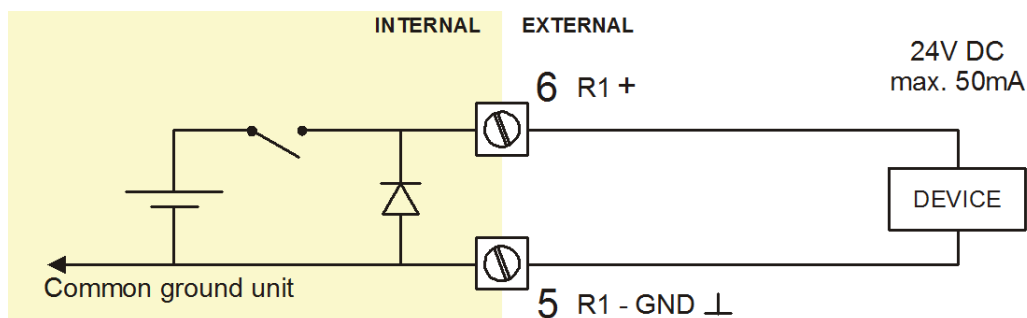 INTERNAL
EXTERNAL
24V DC
max. 50mA
6 R1 +
DEVICE
Common ground unit
5 R1 - GND ⊥